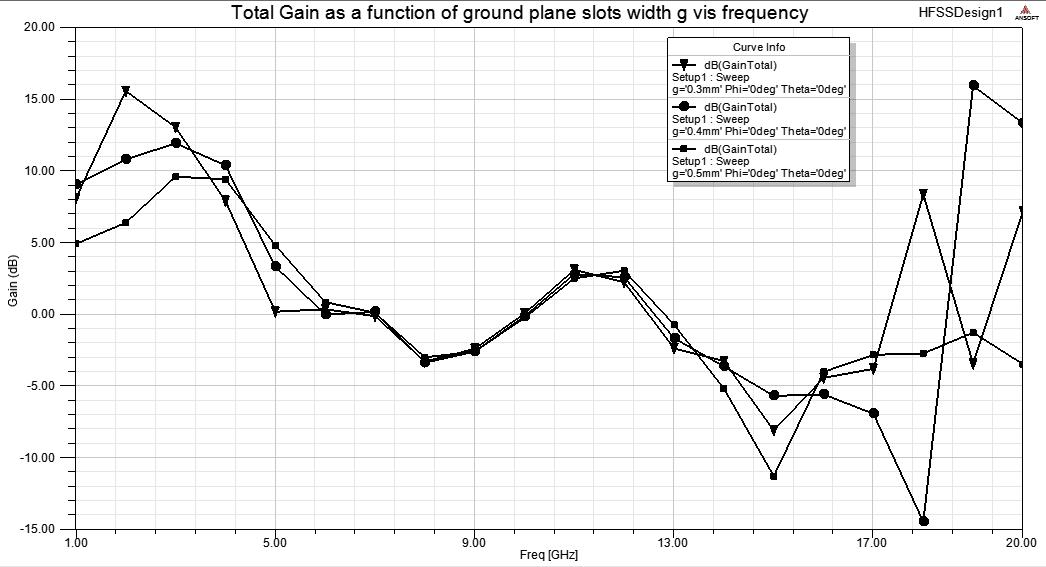 Total Gain as a function of ground plane slots width g vis frequency
HFSSDesign1
ANSOFT
Curve Info
dB(GainTotal)
Setup1 : Sweep
g='0.3mm' Phi='0deg' Theta='0deg'
dB(GainTotal)
Setup1 : Sweep
g='0.4mm' Phi='0deg' Theta='0deg'
dB(GainTotal)
Setup1 : Sweep
g='0.5mm' Phi='0deg' Theta='0deg'
20.00
15.00
10.00
5.00
0.00
-5.00
-10.00
-15.00
Gain (dB)
1.00 5.00 9.00 13.00 17.00 20.00
Freq [GHz]